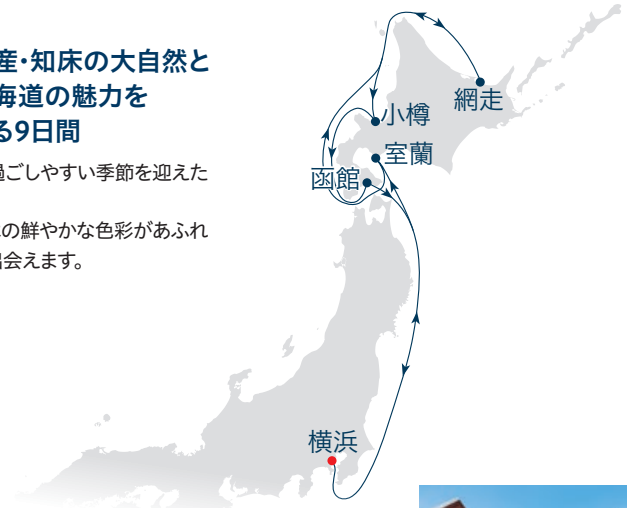 産・知床の大自然と
海道の魅力を
る9日間
過ごしやすい季節を迎えた
の鮮やかな色彩があふれ
出会えます。
網走
小樽
室蘭
函館
横浜